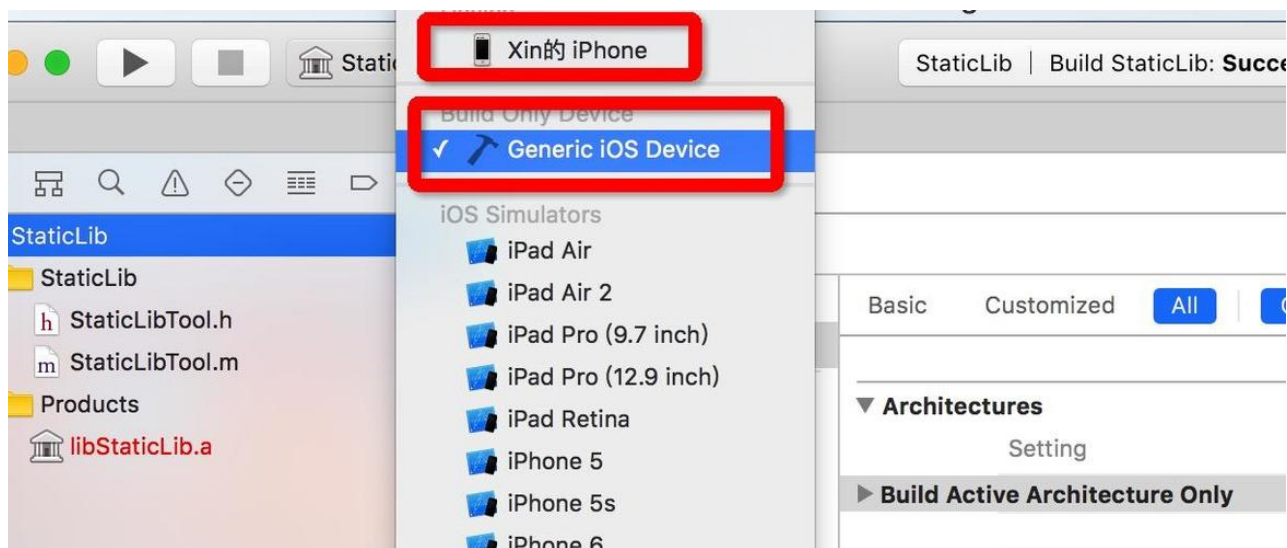 Xin的 iPhone
StaticLib | Build StaticLib: Succe
Build Only Device
✓ Generic iOS Device
iOS Simulators
StaticLib
iPad Air
StaticLib
iPad Air 2
Basic Customized All
h StaticLibTool.h
iPad Pro (9.7 inch)
m StaticLibTool.m
iPad Pro (12.9 inch)
Products
iPad Retina
Architectures
libStaticLib.a
Setting
iPhone 5
Build Active Architecture Only
iPhone 5s
iPhone 6